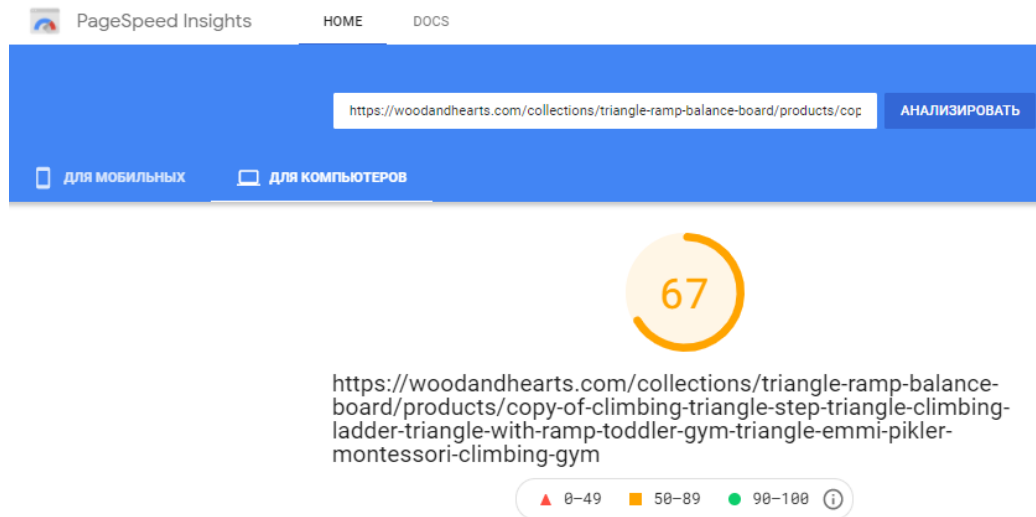 PageSpeed Insights
HOME
DOCS
https://woodandhearts.com/collections/triangle-ramp-balance-board/products/cop
АНАЛИЗИРОВАТЬ
ДЛЯ МОБИЛЬНЫХ
ДЛЯ КОМПЬЮТЕРОВ
67
https://woodandhearts.com/collections/triangle-ramp-balance-
board/products/copy-of-climbing-triangle-step-triangle-climbing-
ladder-triangle-with-ramp-toddler-gym-triangle-emmi-pikler-
montessori-climbing-gym
0–49
50–89
90–100